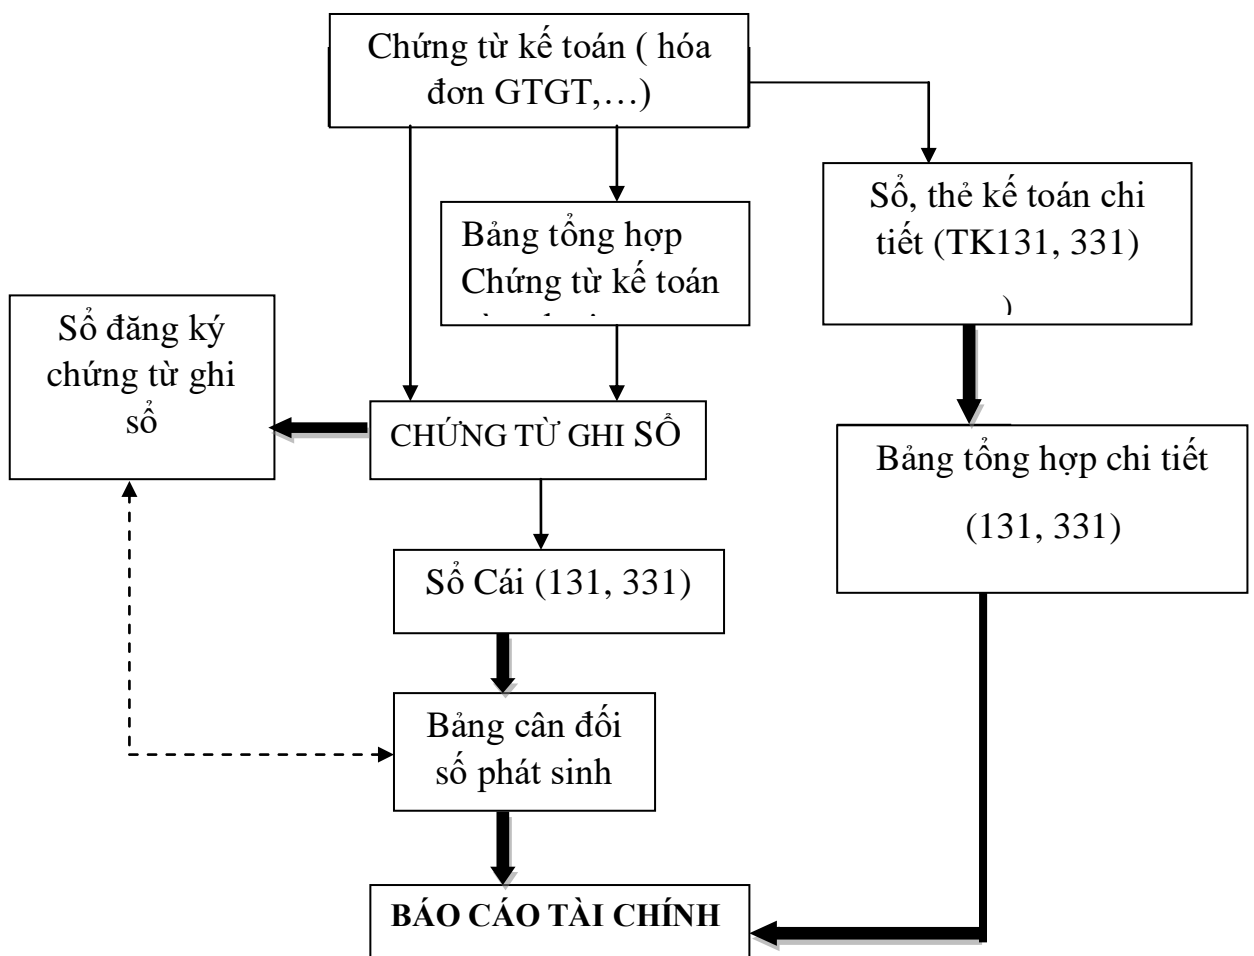 Chứng từ kế toán ( hóa
đơn GTGT,…)
Sổ, thẻ kế toán chi
tiết (TK131, 331)
)
Bảng tổng hợp
Chứng từ kế toán
Sổ đăng ký
chứng từ ghi
sổ
CHỨNG TỪ GHI SỔ
Bảng tổng hợp chi tiết
(131, 331)
Sổ Cái (131, 331)
Bảng cân đối
số phát sinh
BÁO CÁO TÀI CHÍNH